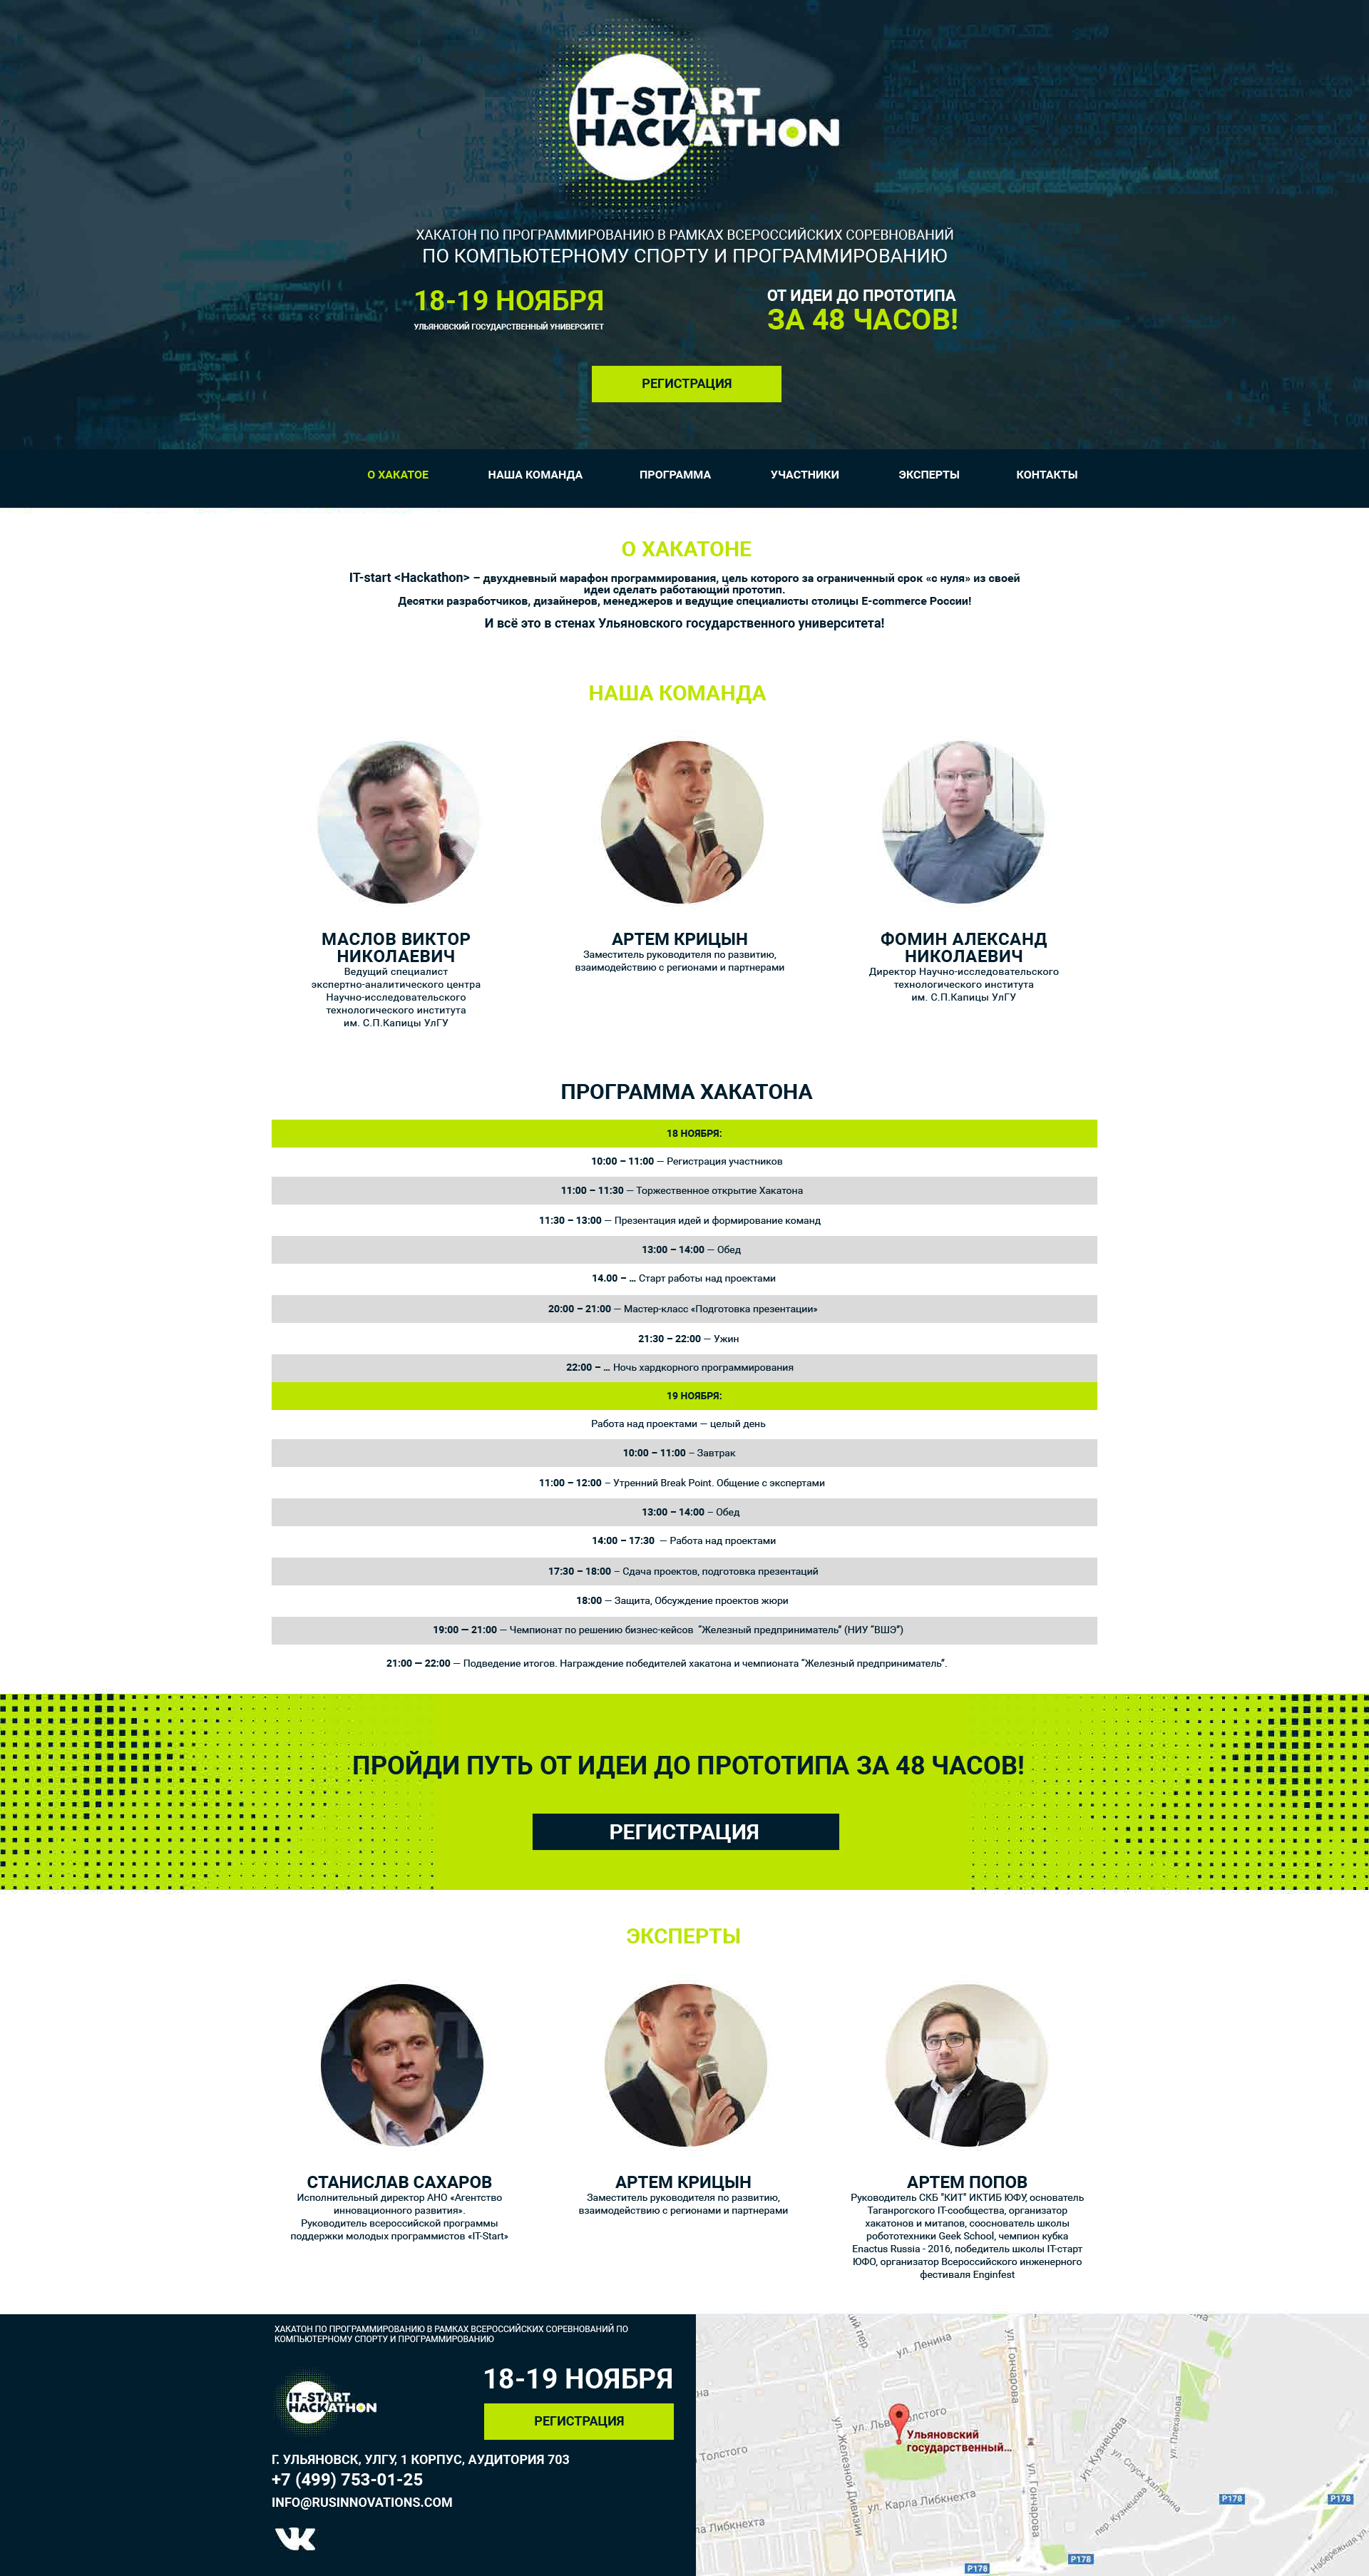 IT-START
HACKATHON
ХАКАТОН ПО ПРОГРАММИРОВАНИЮ В РАМКАХ ВСЕРОССИЙСКИХ СОРЕВНОВАНИЙ
ПО КОМПЬЮТЕРНОМУ СПОРТУ И ПРОГРАММИРОВАНИЮ
18-19 НОЯБРЯ
УЛЬЯНОВСКИЙ ГОСУДАРСТВЕННЫЙ УНИВЕРСИТЕТ
ОТ ИДЕИ ДО ПРОТОТИПА
ЗА 48 ЧАСОВ!
РЕГИСТРАЦИЯ
О ХАКАТОЕ НАША КОМАНДА ПРОГРАММА УЧАСТНИКИ ЭКСПЕРТЫ КОНТАКТЫ
О ХАКАТОНЕ
IT-start <Hackathon> – двухдневный марафон программирования, цель которого за ограниченный срок «с нуля» из своей
идеи сделать работающий прототип.
Десятки разработчиков, дизайнеров, менеджеров и ведущие специалисты столицы E-commerce России!
И всё это в стенах Ульяновского государственного университета!
НАША КОМАНДА
МАСЛОВ ВИКТОР
НИКОЛАЕВИЧ
Ведущий специалист
экспертно-аналитического центра
Научно-исследовательского
технологического института
им. С.П.Капицы УлГУ
АРТЕМ КРИЦЫН
Заместитель руководителя по развитию,
взаимодействию с регионами и партнерами
ФОМИН АЛЕКСАНД
НИКОЛАЕВИЧ
Директор Научно-исследовательского
технологического института
им. С.П.Капицы УлГУ
ПРОГРАММА ХАКАТОНА
18 НОЯБРЯ:
10:00 – 11:00 — Регистрация участников
11:00 – 11:30 — Торжественное открытие Хакатона
11:30 – 13:00 — Презентация идей и формирование команд
13:00 – 14:00 — Обед
14.00 – ... Старт работы над проектами
20:00 – 21:00 — Мастер-класс «Подготовка презентации»
21:30 – 22:00 — Ужин
22:00 – ... Ночь хардкорного программирования
19 НОЯБРЯ:
Работа над проектами — целый день
10:00 – 11:00 – Завтрак
11:00 – 12:00 – Утренний Break Point. Общение с экспертами
13:00 – 14:00 – Обед
14:00 – 17:30 — Работа над проектами
17:30 – 18:00 – Сдача проектов, подготовка презентаций
18:00 — Защита, Обсуждение проектов жюри
19:00 — 21:00 — Чемпионат по решению бизнес-кейсов "Железный предприниматель" (НИУ "ВШЭ")
21:00 — 22:00 — Подведение итогов. Награждение победителей хакатона и чемпионата "Железный предприниматель".
ПРОЙДИ ПУТЬ ОТ ИДЕИ ДО ПРОТОТИПА ЗА 48 ЧАСОВ!
РЕГИСТРАЦИЯ
ЭКСПЕРТЫ
СТАНИСЛАВ САХАРОВ
Исполнительный директор АНО «Агентство
инновационного развития».
Руководитель всероссийской программы
поддержки молодых программистов «IT-Start»
АРТЕМ КРИЦЫН
Заместитель руководителя по развитию,
взаимодействию с регионами и партнерами
АРТЕМ ПОПОВ
Руководитель СКБ "КИТ" ИКТИБ ЮФУ, основатель
Таганрогского IT-сообщества, организатор
хакатонов и митапов, сооснователь школы
робототехники Geek School, чемпион кубка
Enactus Russia - 2016, победитель школы IT-старт
ЮФО, организатор Всероссийского инженерного
фестиваля Enginfest
ХАКАТОН ПО ПРОГРАММИРОВАНИЮ В РАМКАХ ВСЕРОССИЙСКИХ СОРЕВНОВАНИЙ ПО
КОМПЬЮТЕРНОМУ СПОРТУ И ПРОГРАММИРОВАНИЮ
IT-START
HACKATHON
18-19 НОЯБРЯ
РЕГИСТРАЦИЯ
Г. УЛЬЯНОВСК, УЛГУ, 1 КОРПУС, АУДИТОРИЯ 703
+7 (499) 753-01-25
INFO@RUSINNOVATIONS.COM
ул. Ленина
ул. Гончарова
Ульяновский
государственный...
Толстого
ул. Железной Дивизии
ул. Карла Либкнехта
ул. Гончарова
ул. Кузнецова
ул. Плеханова
ул. Спуск Халтурина
пер. Кузнецова
Либкнехта
Набережная ул.
P178
P178
P178
P178